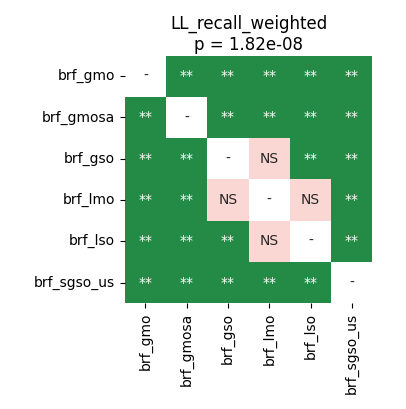 LL_recall_weighted
p = 1.82e-08
brf_gmo - ** ** ** ** **
brf_gmosa ** - ** ** ** **
brf_gso ** ** - NS ** **
brf_lmo ** ** NS - NS **
brf_lso ** ** ** NS - **
brf_sgso_us ** ** ** ** ** -
brf_gmo brf_gmosa brf_gso brf_lmo brf_lso brf_sgso_us